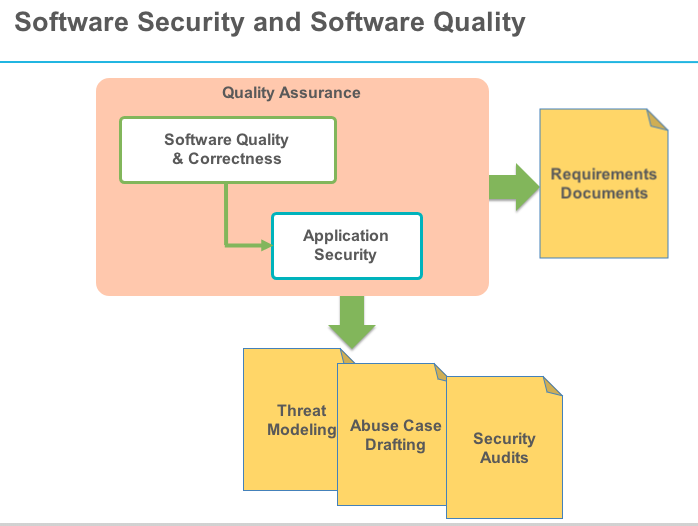 Software Security and Software Quality
Quality Assurance
Software Quality
& Correctness
Application
Security
Requirements
Documents
Threat
Modeling
Abuse Case
Drafting
Security
Audits